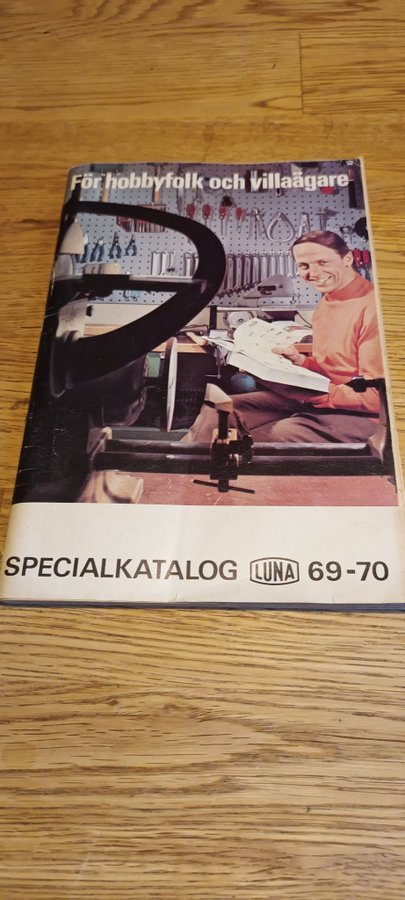 För hobbyfolk och villaägare
SPECIALKATALOG LUNA 69-70